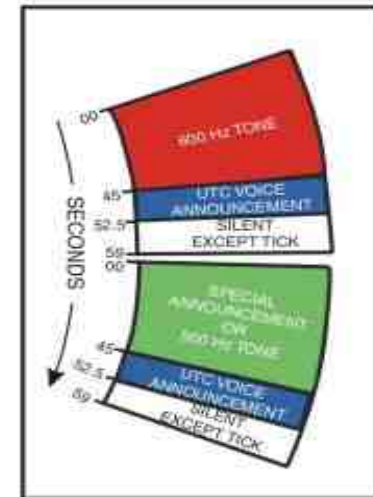 00
600 Hz TONE
45
UTC VOICE
ANNOUNCEMENT
52.5
SILENT
EXCEPT TICK
59
SECONDS
00
SPECIAL
ANNOUNCEMENT
OR
500 Hz TONE
45
UTC VOICE
ANNOUNCEMENT
52.5
SILENT
EXCEPT TICK
59